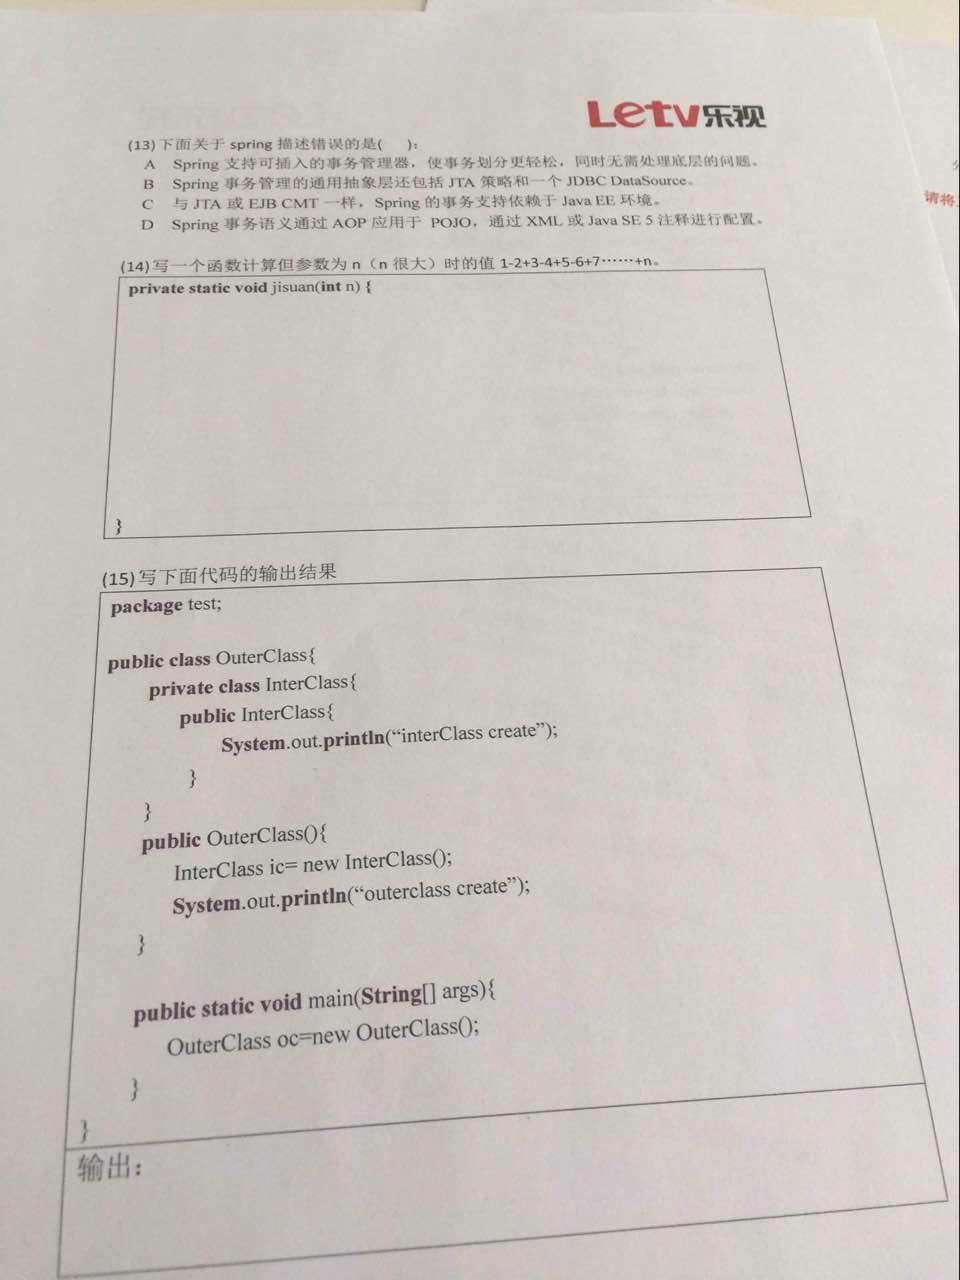 Letv乐视
(13)下面关于 spring 描述错误的是( ):
A Spring 支持可插入的事务管理器，使事务划分更轻松，同时无需处理底层的问题。
B Spring 事务管理的通用抽象层还包括 JTA 策略和一个 JDBC DataSource。
C 与 JTA 或 EJB CMT 一样，Spring 的事务支持依赖于 Java EE 环境。
D Spring 事务语义通过 AOP 应用于 POJO，通过 XML 或 Java SE 5 注释进行配置。
请将
(14)写一个函数计算但参数为 n（n 很大）时的值 1-2+3-4+5-6+7……+n。
private static void jisuan(int n) {
}
(15)写下面代码的输出结果
package test;
public class OuterClass{
private class InterClass{
public InterClass{
System.out.println(“interClass create”);
}
}
public OuterClass(){
InterClass ic= new InterClass();
System.out.println(“outerclass create”);
}
public static void main(String[] args){
OuterClass oc=new OuterClass();
}
}
输出：